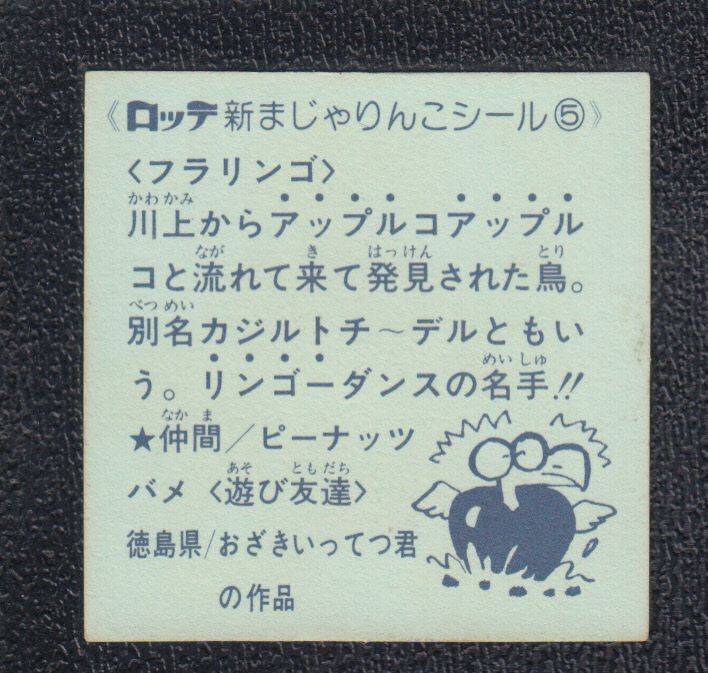 《ロッテ新まじゃりんこシール⑤》
〈フラリンゴ〉
川上からアップルコアップル
コと流れて来て発見された鳥。
別名カジルトチ〜デルともい
う。リンゴーダンスの名手!!
★仲間/ピーナッツ
バメ〈遊び友達〉
徳島県/おざきいってつ君
の作品